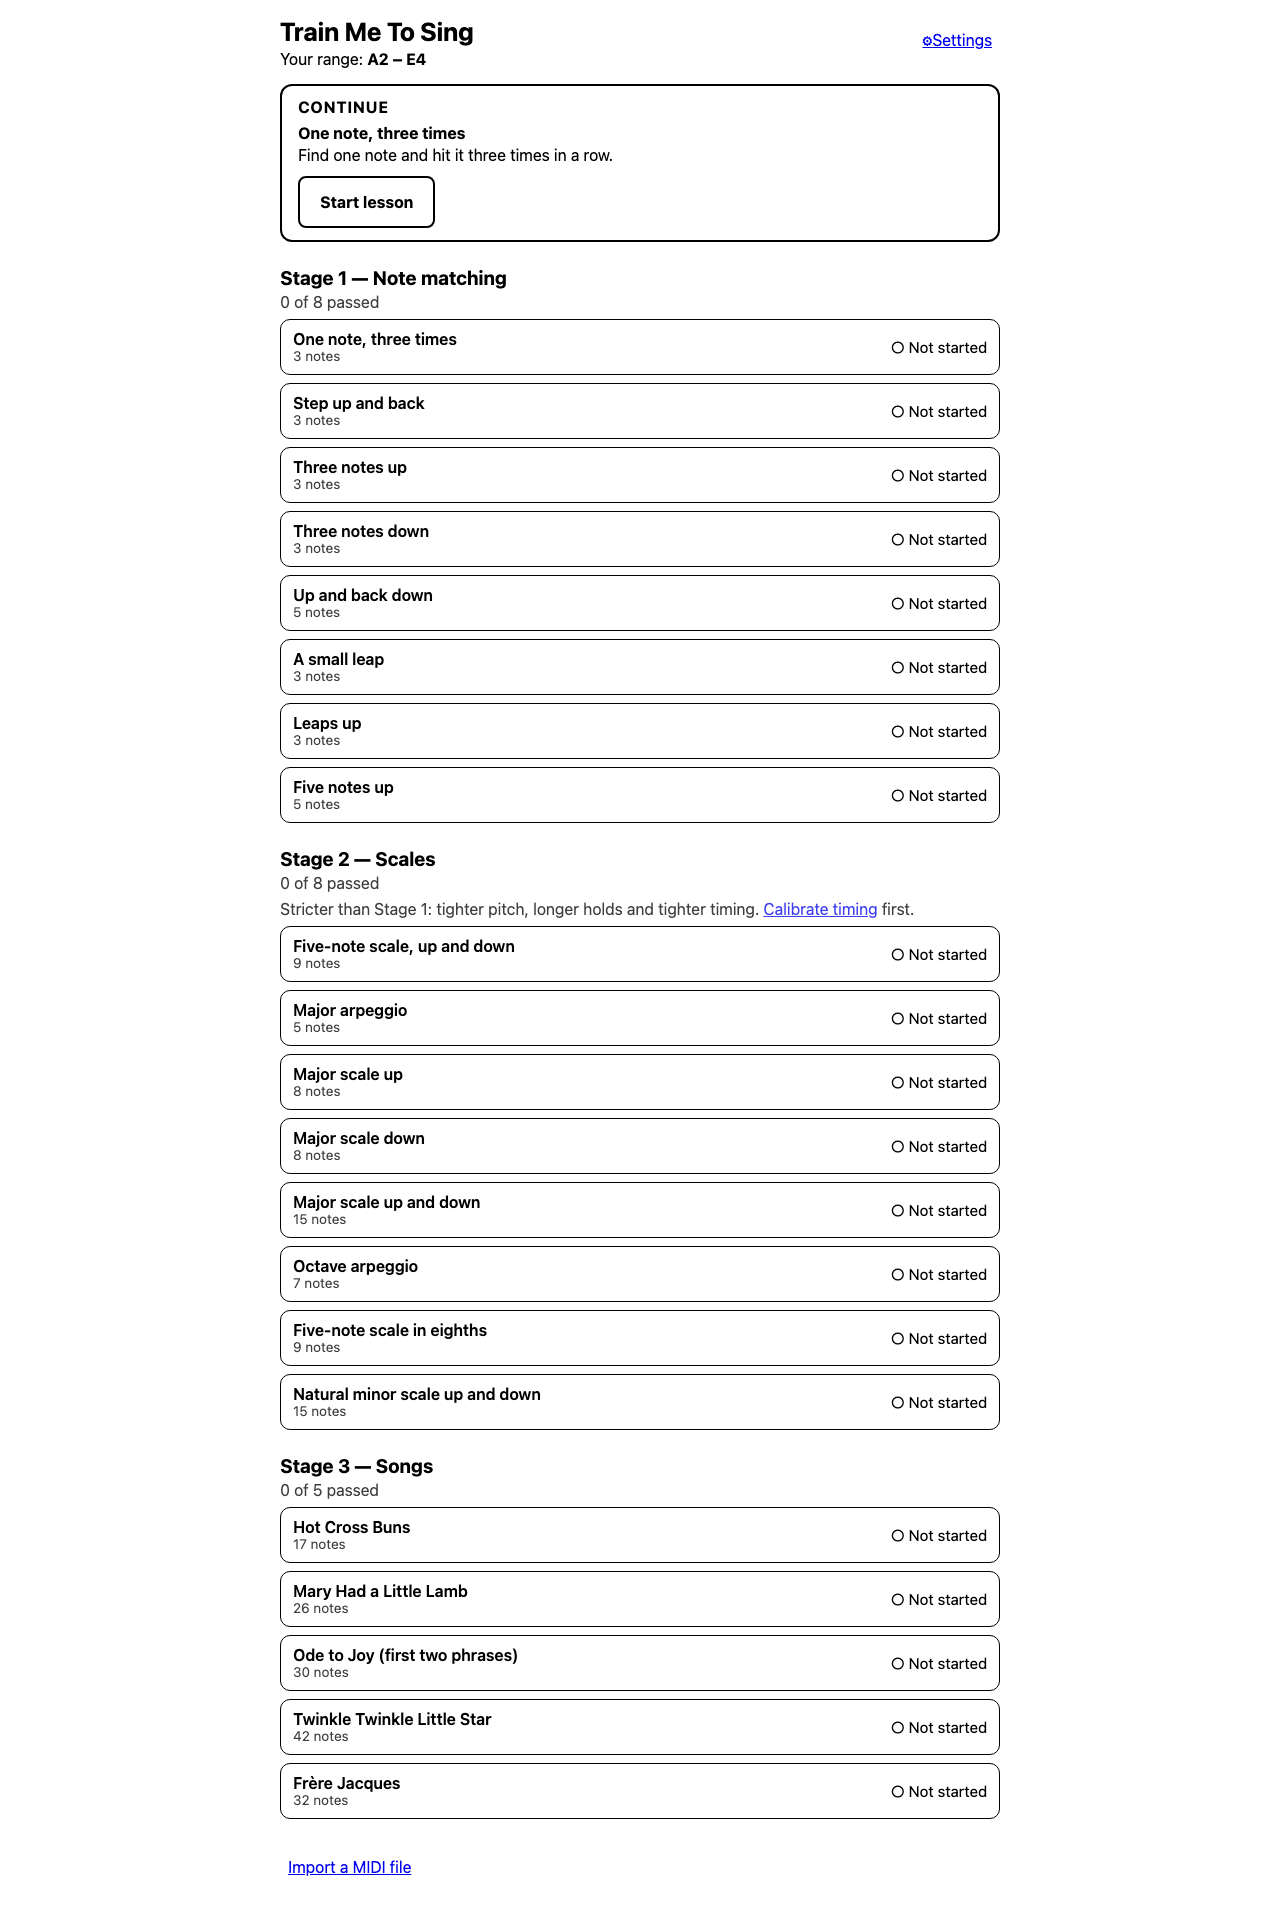 Train Me To Sing
⚙Settings
Your range: A2 – E4
CONTINUE
One note, three times
Find one note and hit it three times in a row.
Start lesson
Stage 1 — Note matching
0 of 8 passed
One note, three times
3 notes
○ Not started
Step up and back
3 notes
○ Not started
Three notes up
3 notes
○ Not started
Three notes down
3 notes
○ Not started
Up and back down
5 notes
○ Not started
A small leap
3 notes
○ Not started
Leaps up
3 notes
○ Not started
Five notes up
5 notes
○ Not started
Stage 2 — Scales
0 of 8 passed
Stricter than Stage 1: tighter pitch, longer holds and tighter timing. Calibrate timing first.
Five-note scale, up and down
9 notes
○ Not started
Major arpeggio
5 notes
○ Not started
Major scale up
8 notes
○ Not started
Major scale down
8 notes
○ Not started
Major scale up and down
15 notes
○ Not started
Octave arpeggio
7 notes
○ Not started
Five-note scale in eighths
9 notes
○ Not started
Natural minor scale up and down
15 notes
○ Not started
Stage 3 — Songs
0 of 5 passed
Hot Cross Buns
17 notes
○ Not started
Mary Had a Little Lamb
26 notes
○ Not started
Ode to Joy (first two phrases)
30 notes
○ Not started
Twinkle Twinkle Little Star
42 notes
○ Not started
Frère Jacques
32 notes
○ Not started
Import a MIDI file